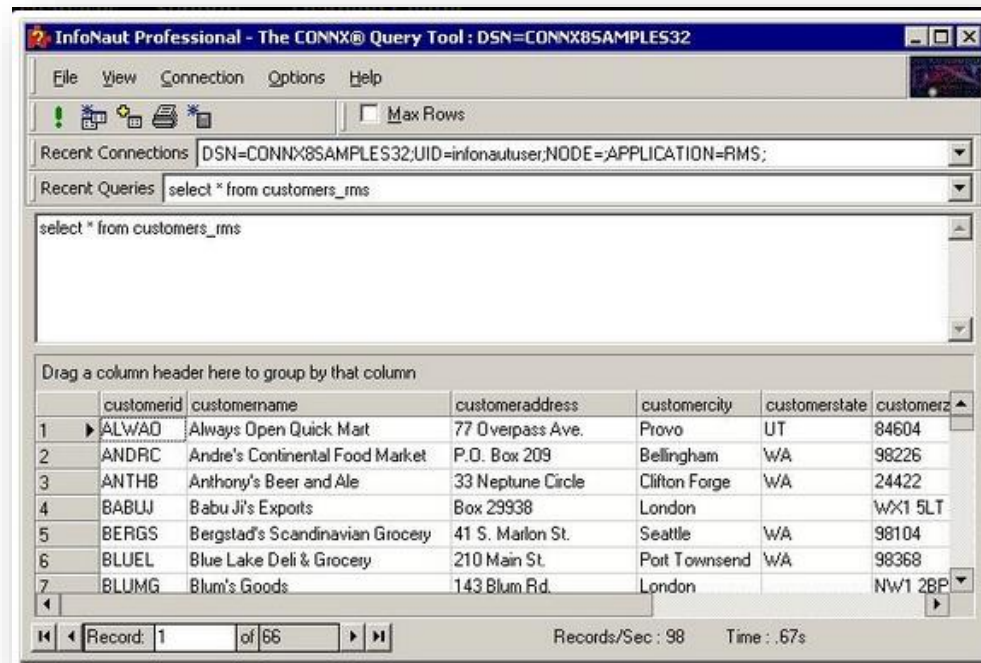 InfoNaut Professional - The CONNX® Query Tool : DSN=CONNX8SAMPLES32
File View Connection Options Help
Max Rows
Recent Connections DSN=CONNX8SAMPLES32;UID=infonautuser;NODE=;APPLICATION=RMS;
Recent Queries select * from customers_rms
select * from customers_rms
Drag a column header here to group by that column
customerid customername customeraddress customercity customerstate customerz
1 ALWAO Always Open Quick Mart 77 Overpass Ave. Provo UT 84604
2 ANDRC Andre's Continental Food Market P.O. Box 209 Bellingham WA 98226
3 ANTHB Anthony's Beer and Ale 33 Neptune Circle Clifton Forge WA 24422
4 BABUJ Babu Ji's Exports Box 29938 London WX1 5LT
5 BERGS Bergstad's Scandinavian Grocery 41 S. Marlon St. Seattle WA 98104
6 BLUEL Blue Lake Deli & Grocery 210 Main St. Port Townsend WA 98368
7 BLUMG Blum's Goods 143 Blum Rd. London NW1 2BP
Record: 1 of 66 Records/Sec : 98 Time : .67s